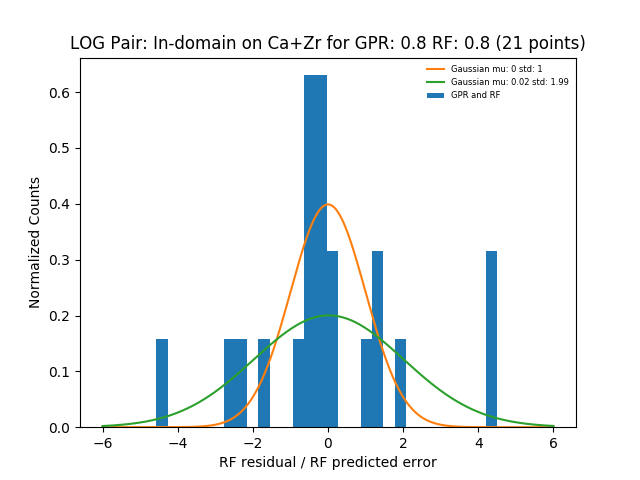 LOG Pair: In-domain on Ca+Zr for GPR: 0.8 RF: 0.8 (21 points)
Gaussian mu: 0 std: 1
Gaussian mu: 0.02 std: 1.99
GPR and RF
Normalized Counts
0.6
0.5
0.4
0.3
0.2
0.1
0.0
−6 −4 −2 0 2 4 6
RF residual / RF predicted error